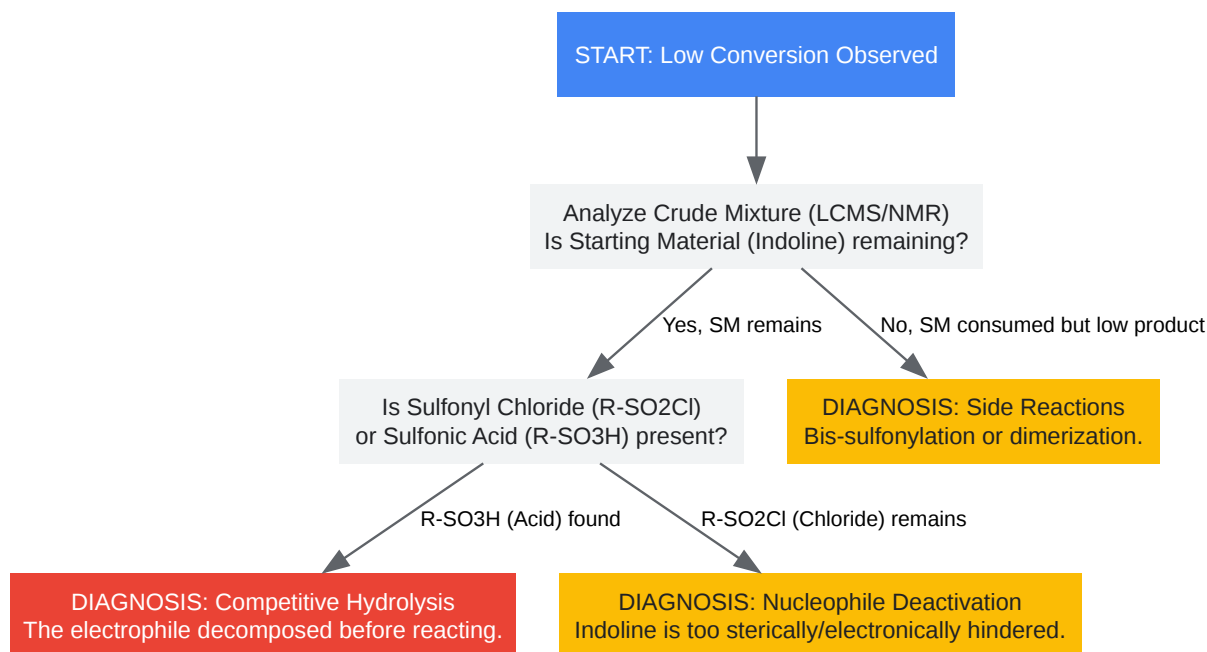 START: Low Conversion Observed
Analyze Crude Mixture (LCMS/NMR)
Is Starting Material (Indoline) remaining?
Yes, SM remains
No, SM consumed but low product
Is Sulfonyl Chloride (R-SO2Cl)
or Sulfonic Acid (R-SO3H) present?
DIAGNOSIS: Side Reactions
Bis-sulfonylation or dimerization.
R-SO3H (Acid) found
R-SO2Cl (Chloride) remains
DIAGNOSIS: Competitive Hydrolysis
The electrophile decomposed before reacting.
DIAGNOSIS: Nucleophile Deactivation
Indoline is too sterically/electronically hindered.